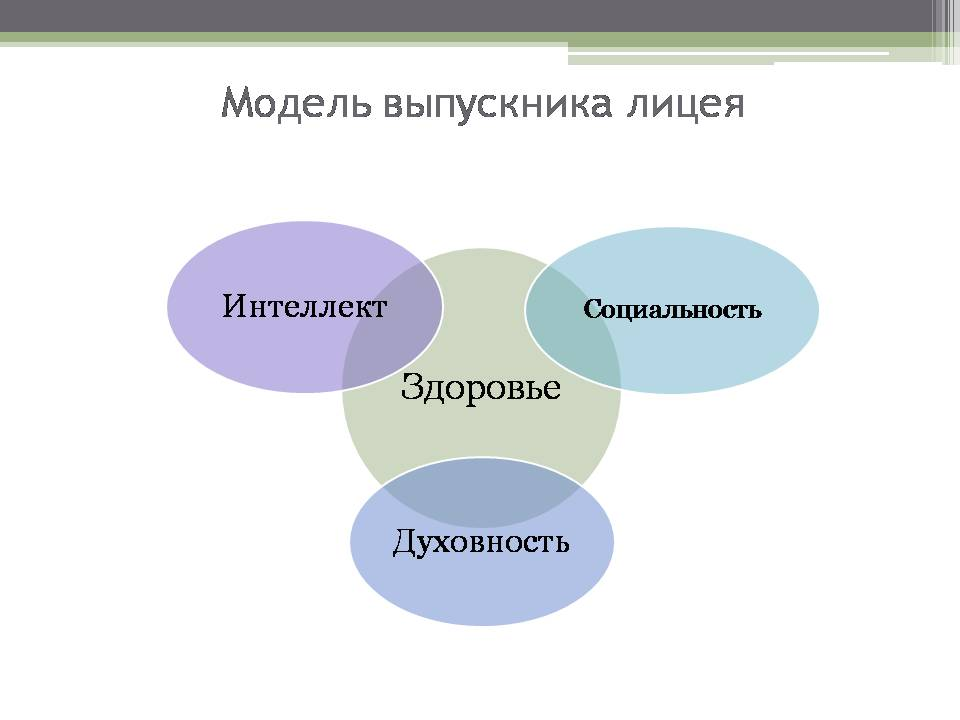 Модель выпускника лицея
Интеллект
Социальность
Здоровье
Духовность